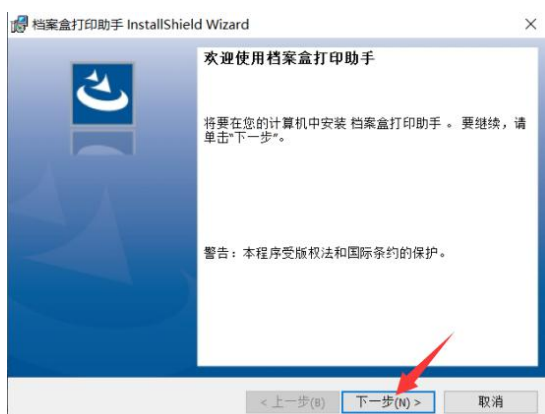 档案盒打印助手 InstallShield Wizard
欢迎使用档案盒打印助手
将要在您的计算机中安装 档案盒打印助手 。 要继续，请
单击“下一步”。
警告：本程序受版权法和国际条约的保护。
< 上一步(B)
下一步(N) >
取消